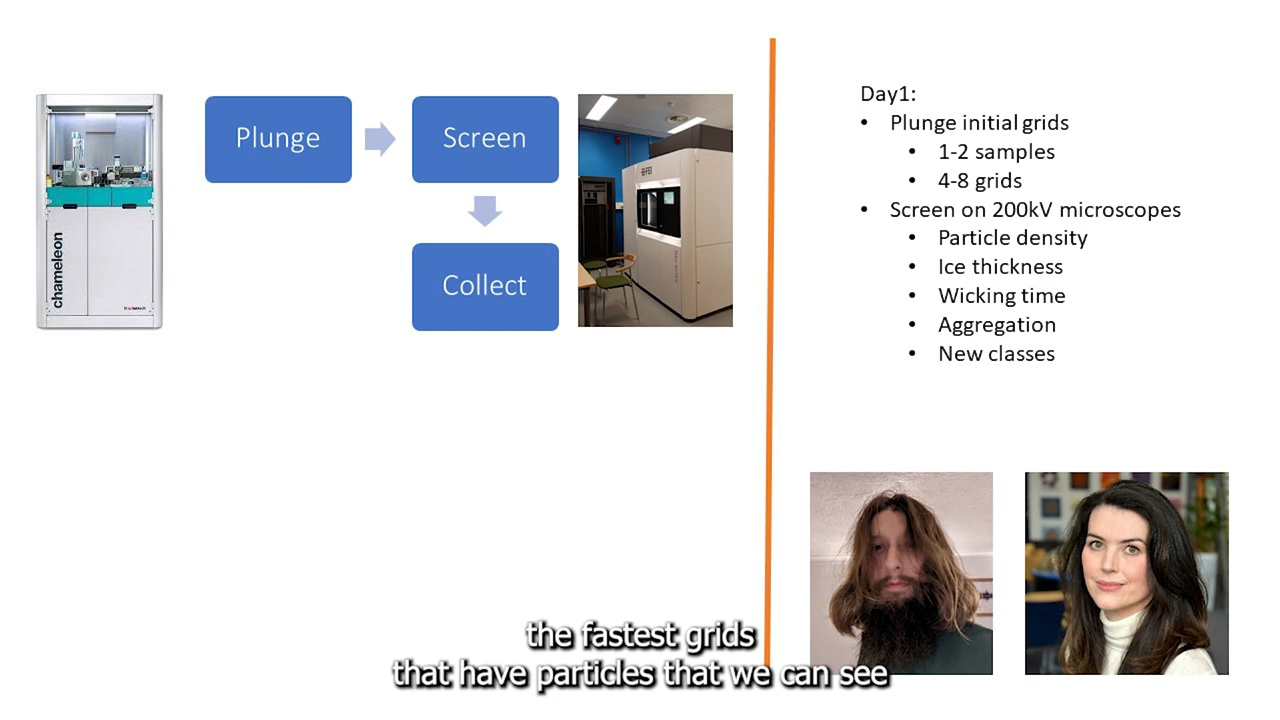 chameleon
Plunge
Screen
FEI
Collect
Day1:
• Plunge initial grids
• 1-2 samples
• 4-8 grids
• Screen on 200kV microscopes
• Particle density
• Ice thickness
• Wicking time
• Aggregation
• New classes
the fastest grids
that have particles that we can see